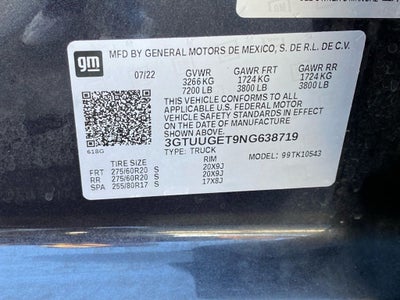 gm
MFD BY GENERAL MOTORS DE MEXICO, S. DE R.L. DE C.V.
07/22 GVWR GAWR FRT GAWR RR
3266 KG 1724 KG 1724 KG
7200 LB 3800 LB 3800 LB
THIS VEHICLE CONFORMS TO ALL
APPLICABLE U.S. FEDERAL MOTOR
VEHICLE SAFETY STANDARDS IN EFFECT ON
THE DATE OF MANUFACTURE SHOWN ABOVE.
3GTUUGET9NG638719
618G
TYPE: TRUCK MODEL: 99TK10543
TIRE SIZE RIM
FRT 275/60R20 S 20X9J
RR 275/60R20 S 20X9J
SPA 255/80R17 S 17X8J